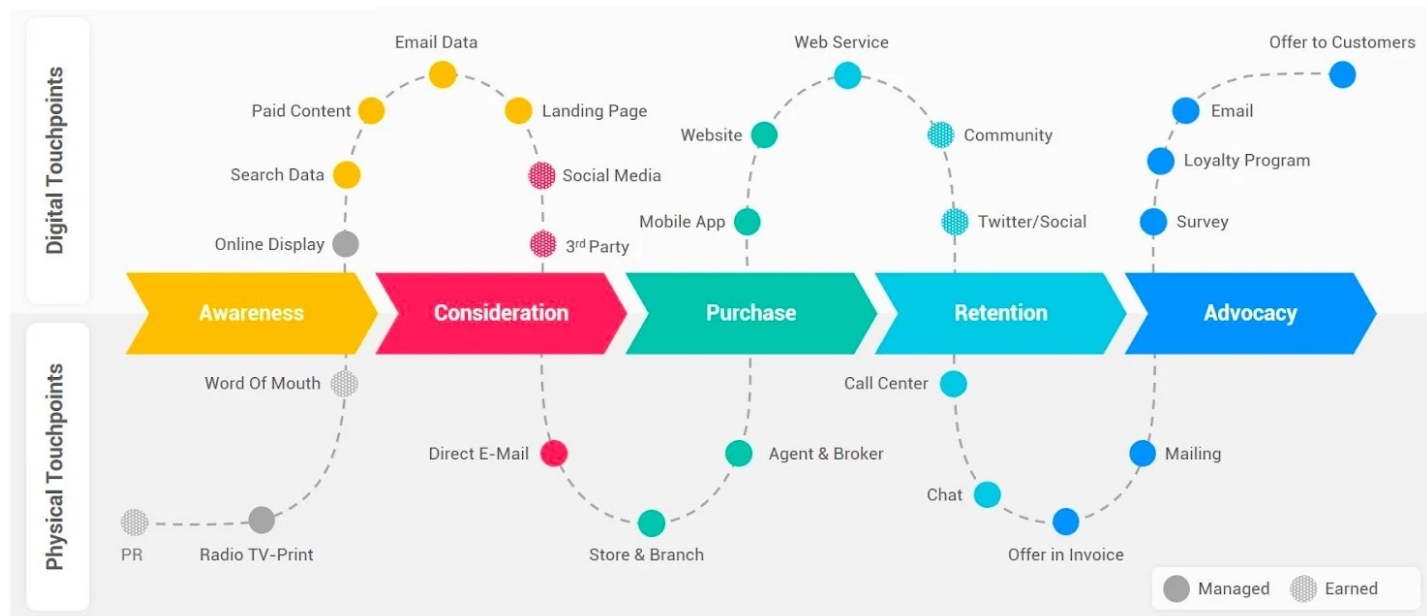 Digital Touchpoints
Email Data
Web Service
Offer to Customers
Paid Content
Landing Page
Email
Website
Community
Loyalty Program
Search Data
Social Media
Mobile App
Twitter/Social
Survey
Online Display
3rd Party
Awareness
Consideration
Purchase
Retention
Advocacy
Physical Touchpoints
Word Of Mouth
Call Center
Direct E-Mail
Agent & Broker
Mailing
Chat
PR
Radio TV-Print
Store & Branch
Offer in Invoice
Managed
Earned